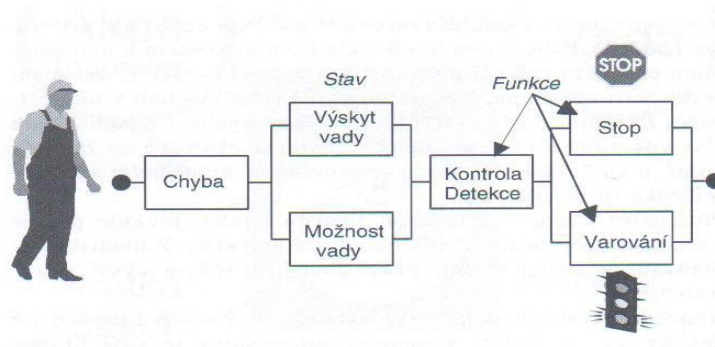 STOP
Stav
Funkce
Výskyt
vady
Stop
Chyba
Kontrola
Detekce
Možnost
vady
Varování